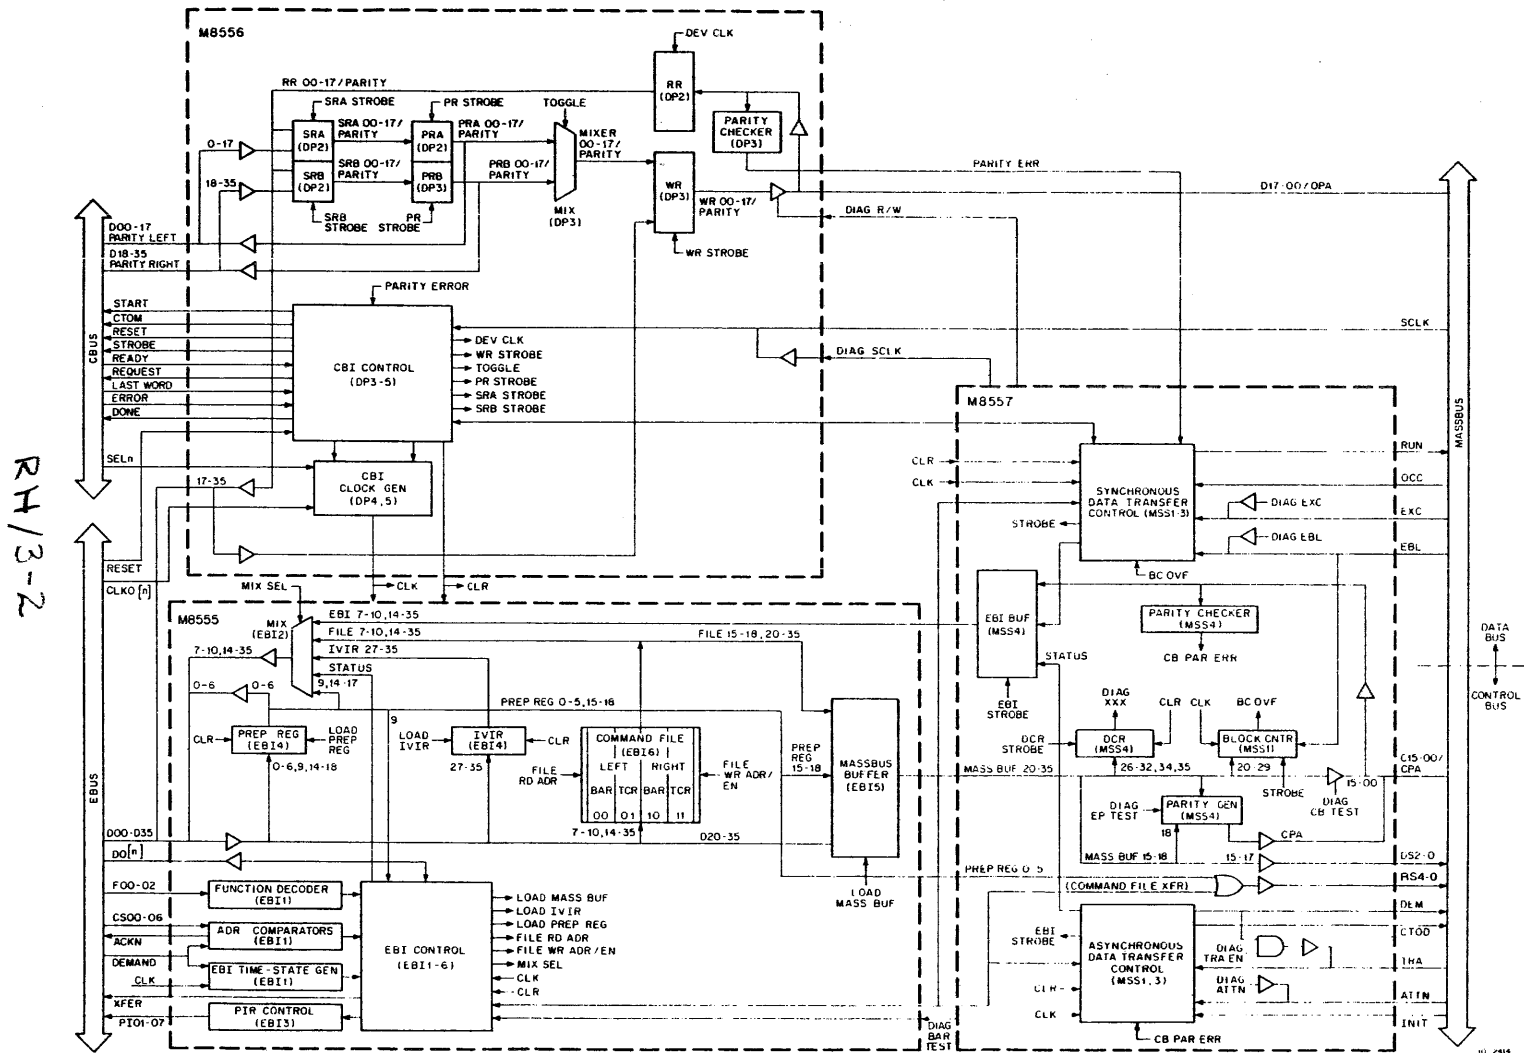 M8556
DEV CLK
RR 00-17/PARITY
RR
(DP2)
SRA STROBE
PR STROBE
TOGGLE
SRA
(DP2)
SRA 00-17/
PARITY
PRA
(DP2)
PRA 00-17/
PARITY
MIXER
00-17/
PARITY
PARITY
CHECKER
(DP3)
0-17
SRB
(DP2)
SRB 00-17/
PARITY
PRB
(DP3)
PRB 00-17/
PARITY
WR
(DP3)
PARITY ERR
18-35
D17-00/DPA
WR 00-17/
PARITY
MIX
(DP3)
SRB
STROBE
PR
STROBE
DIAG R/W
D00-17
PARITY LEFT
D18-35
PARITY RIGHT
WR STROBE
PARITY ERROR
START
CTOM
RESET
STROBE
READY
REQUEST
LAST WORD
ERROR
DONE
CBUS
CBI CONTROL
(DP3-5)
DEV CLK
WR STROBE
TOGGLE
PR STROBE
SRA STROBE
SRB STROBE
SCLK
DIAG SCLK
MASSBUS
M8557
SELn
CBI
CLOCK GEN
(DP4,5)
17-35
RESET
CLKO [n]
CLR
CLK
SYNCHRONOUS
DATA TRANSFER
CONTROL (MSS1-3)
STROBE
RUN
OCC
DIAG EXC
EXC
DIAG EBL
EBL
BC OVF
RH/3-2
MIX SEL
CLK
CLR
M8555
MIX
(EBI2)
EBI 7-10,14-35
FILE 7-10,14-35
FILE 15-18, 20-35
IVIR 27-35
STATUS
9,14-17
7-10,14-35
0-6
0-6
EBI BUF
(MSS4)
PARITY CHECKER
(MSS4)
CB PAR ERR
STATUS
EBI
STROBE
DATA
BUS
CONTROL
BUS
PREP REG 0-5,15-18
9
CLR
PREP REG
(EBI4)
LOAD
PREP
REG
LOAD
IVIR
IVIR
(EBI4)
CLR
0-6,9,14-18
27-35
COMMAND FILE
(EBI6)
LEFT
RIGHT
BAR
TCR
BAR
TCR
00
01
10
11
FILE
RD ADR
FILE
WR ADR/
EN
7-10,14-35
PREP
REG
15-18
MASSBUS
BUFFER
(EBI5)
D20-35
LOAD
MASS BUF
DIAG
XXX
CLR
CLK
BC OVF
DCR
STROBE
DCR
(MSS4)
BLOCK CNTR
(MSS1)
MASS BUF 20-35
26-32,34,35
20-29
STROBE
15-00
C15-00/
CPA
DIAG
CB TEST
DIAG
EP TEST
PARITY GEN
(MSS4)
18
CPA
MASS BUF 15-18
15-17
DS2-0
PREP REG 0-5
(COMMAND FILE XFR)
RS4-0
EBUS
D00-D35
DO[n]
F00-02
FUNCTION DECODER
(EBI1)
CS00-06
ACKN
ADR COMPARATORS
(EBI1)
DEMAND
CLK
EBI TIME-STATE GEN
(EBI1)
XFER
PI01-07
PIR CONTROL
(EBI3)
EBI CONTROL
(EBI1-6)
LOAD MASS BUF
LOAD IVIR
LOAD PREP REG
FILE RD ADR
FILE WR ADR/EN
MIX SEL
CLK
CLR
DIAG
BAR
TEST
EBI
STROBE
ASYNCHRONOUS
DATA TRANSFER
CONTROL
(MSS1,3)
CLR
CLK
CB PAR ERR
DIAG
TRA EN
DIAG
ATTN
DEM
CTOD
TRA
ATTN
INIT